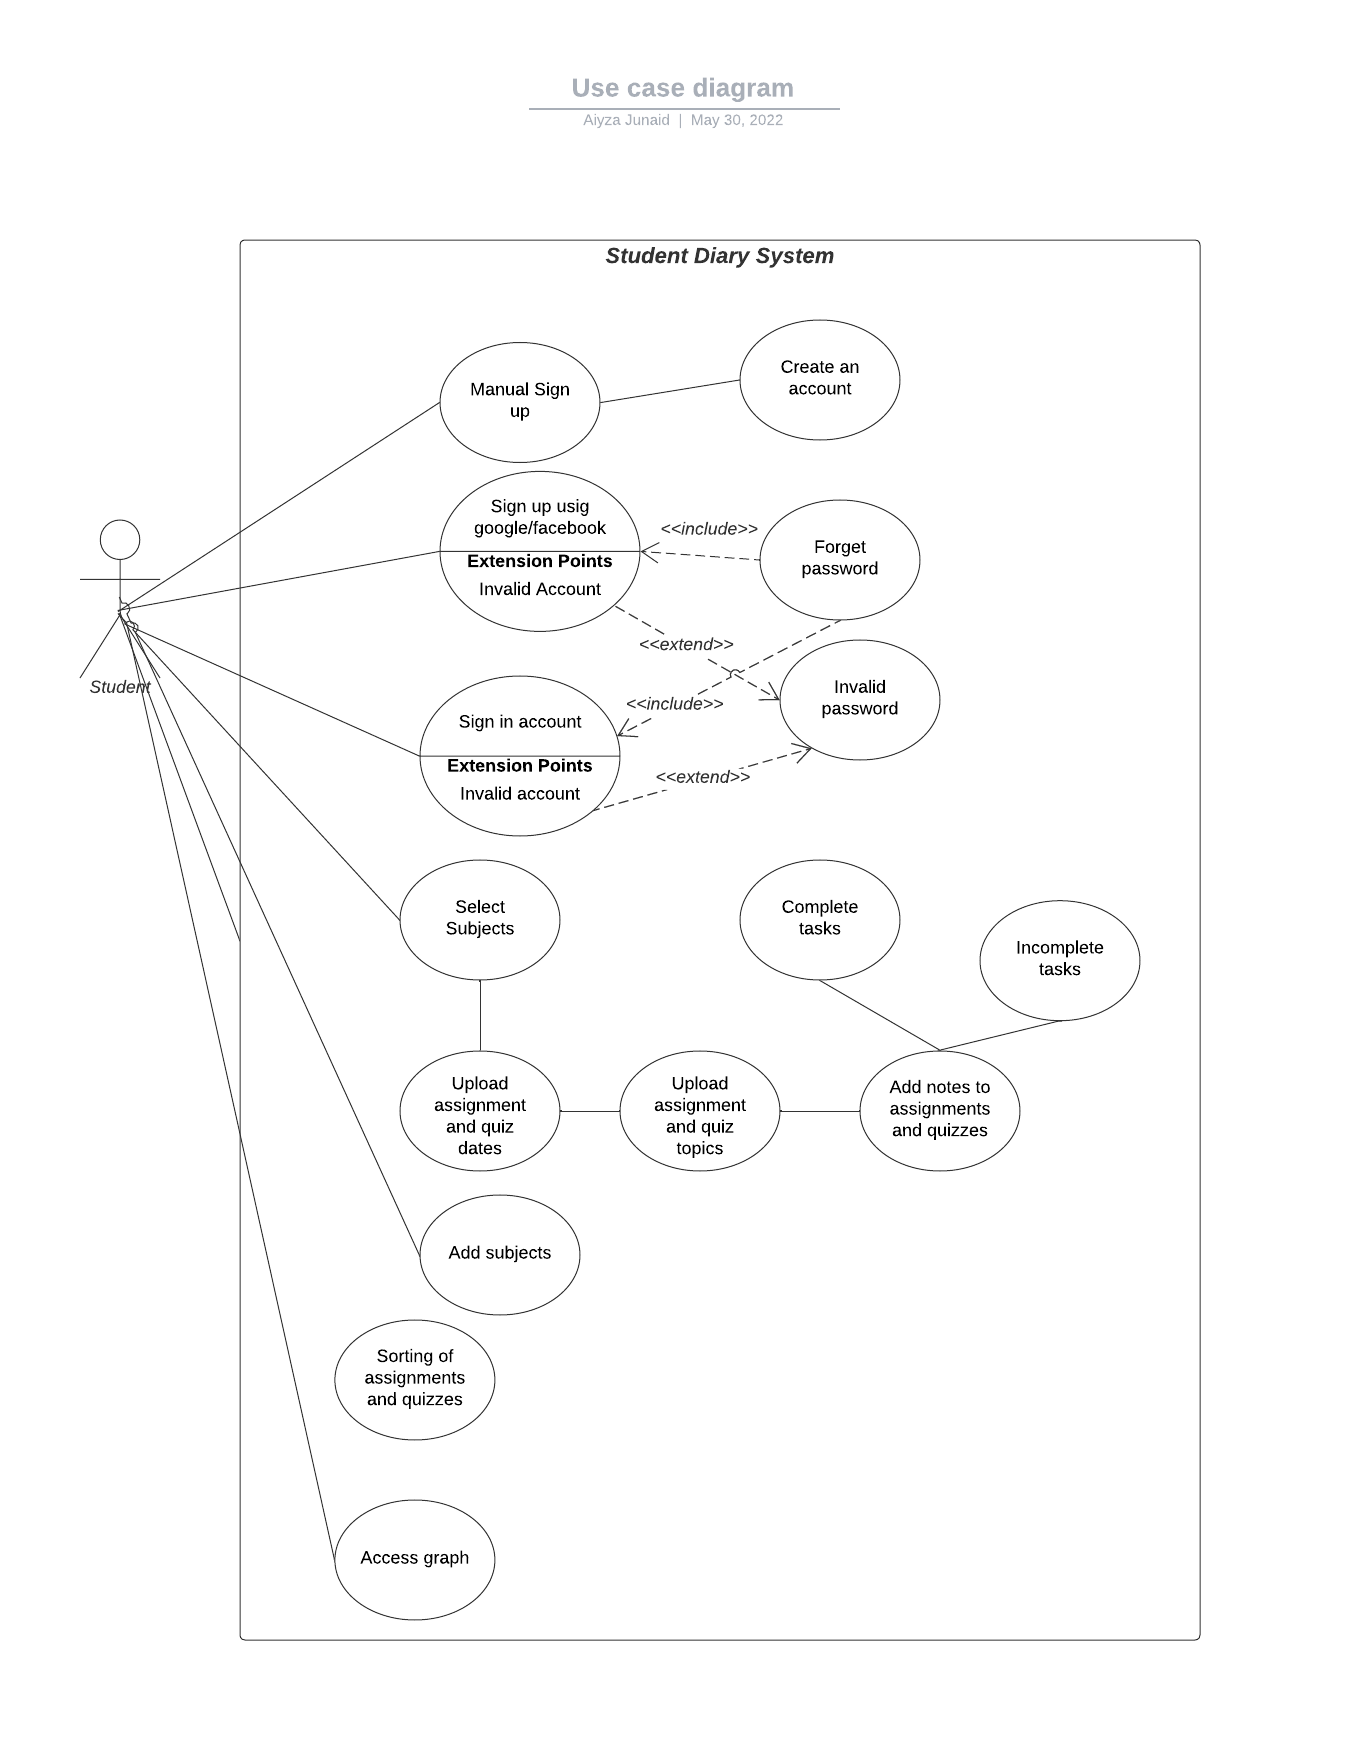 Use case diagram
Aiyza Junaid | May 30, 2022
Student Diary System
Manual Sign
up
Create an
account
Sign up usig
google/facebook
Extension Points
Invalid Account
<<include>>
Forget
password
<<extend>>
Student
<<include>>
Invalid
password
Sign in account
Extension Points
Invalid account
<<extend>>
Select
Subjects
Complete
tasks
Incomplete
tasks
Upload
assignment
and quiz
dates
Upload
assignment
and quiz
topics
Add notes to
assignments
and quizzes
Add subjects
Sorting of
assignments
and quizzes
Access graph